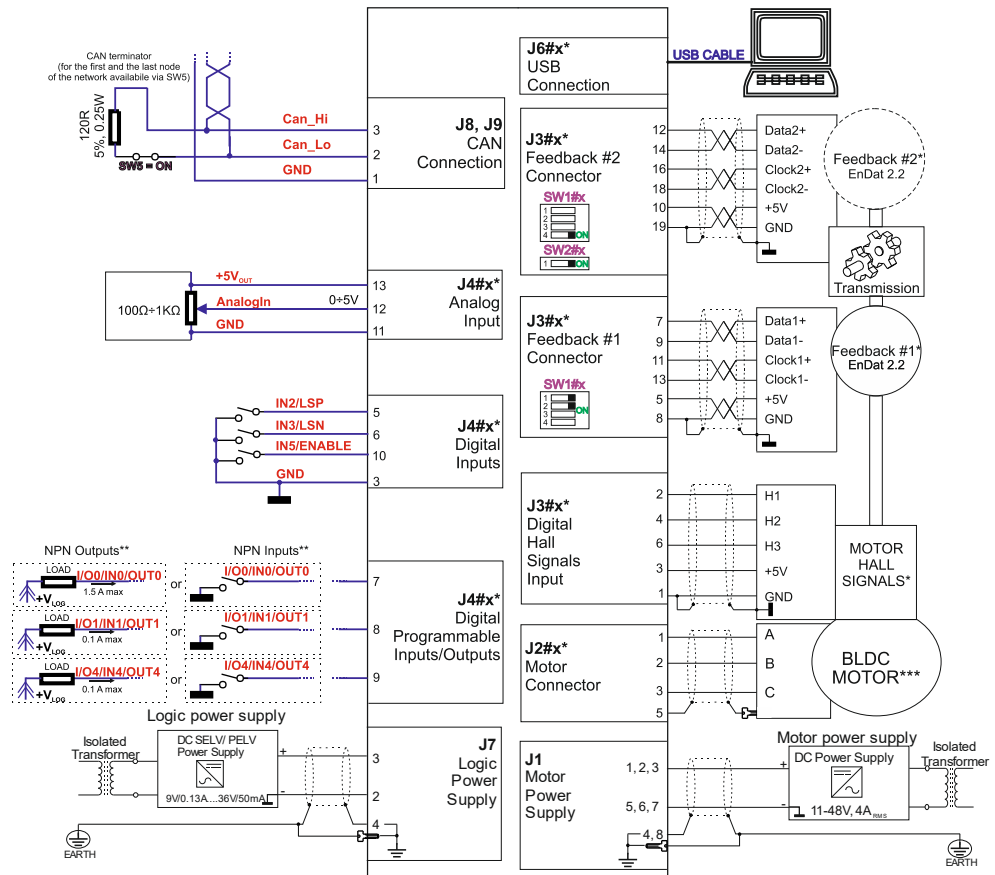 CAN terminator
(for the first and the last node
of the network availabile via SW5)
120R
5%, 0.25W
SW5 = ON
Can_Hi
Can_Lo
GND
3
2
1
J8, J9
CAN
Connection
J6#x*
USB
Connection
USB CABLE
J3#x*
Feedback #2
Connector
SW1#x
1
2
3
4
ON
SW2#x
1
ON
12
14
16
18
10
19
Data2+
Data2-
Clock2+
Clock2-
+5V
GND
Feedback #2*
EnDat 2.2
Transmission
100Ω÷1KΩ
+5VOUT
AnalogIn
0÷5V
GND
13
12
11
J4#x*
Analog
Input
J3#x*
Feedback #1
Connector
SW1#x
1
2
3
4
ON
7
9
11
13
5
8
Data1+
Data1-
Clock1+
Clock1-
+5V
GND
Feedback #1*
EnDat 2.2
IN2/LSP
IN3/LSN
IN5/ENABLE
GND
5
6
10
3
J4#x*
Digital
Inputs
J3#x*
Digital
Hall
Signals
Input
2
4
6
3
1
H1
H2
H3
+5V
GND
MOTOR
HALL
SIGNALS*
NPN Outputs**
NPN Inputs**
LOAD
I/O0/IN0/OUT0
1.5 A max
+VLOG
or
I/O0/IN0/OUT0
7
LOAD
I/O1/IN1/OUT1
0.1 A max
+VLOG
or
I/O1/IN1/OUT1
8
LOAD
I/O4/IN4/OUT4
0.1 A max
+VLOG
or
I/O4/IN4/OUT4
9
J4#x*
Digital
Programmable
Inputs/Outputs
J2#x*
Motor
Connector
1
2
3
5
A
B
C
BLDC
MOTOR***
Logic power supply
Isolated
Transformer
DC SELV/ PELV
Power Supply
+
-
9V/0.13A....36V/50mA
EARTH
3
2
4
J7
Logic
Power
Supply
J1
Motor
Power
Supply
1, 2, 3
5, 6,7
4, 8
Motor power supply
DC Power Supply
+
-
11-48V, 4ARMS
Isolated
Transformer
EARTH